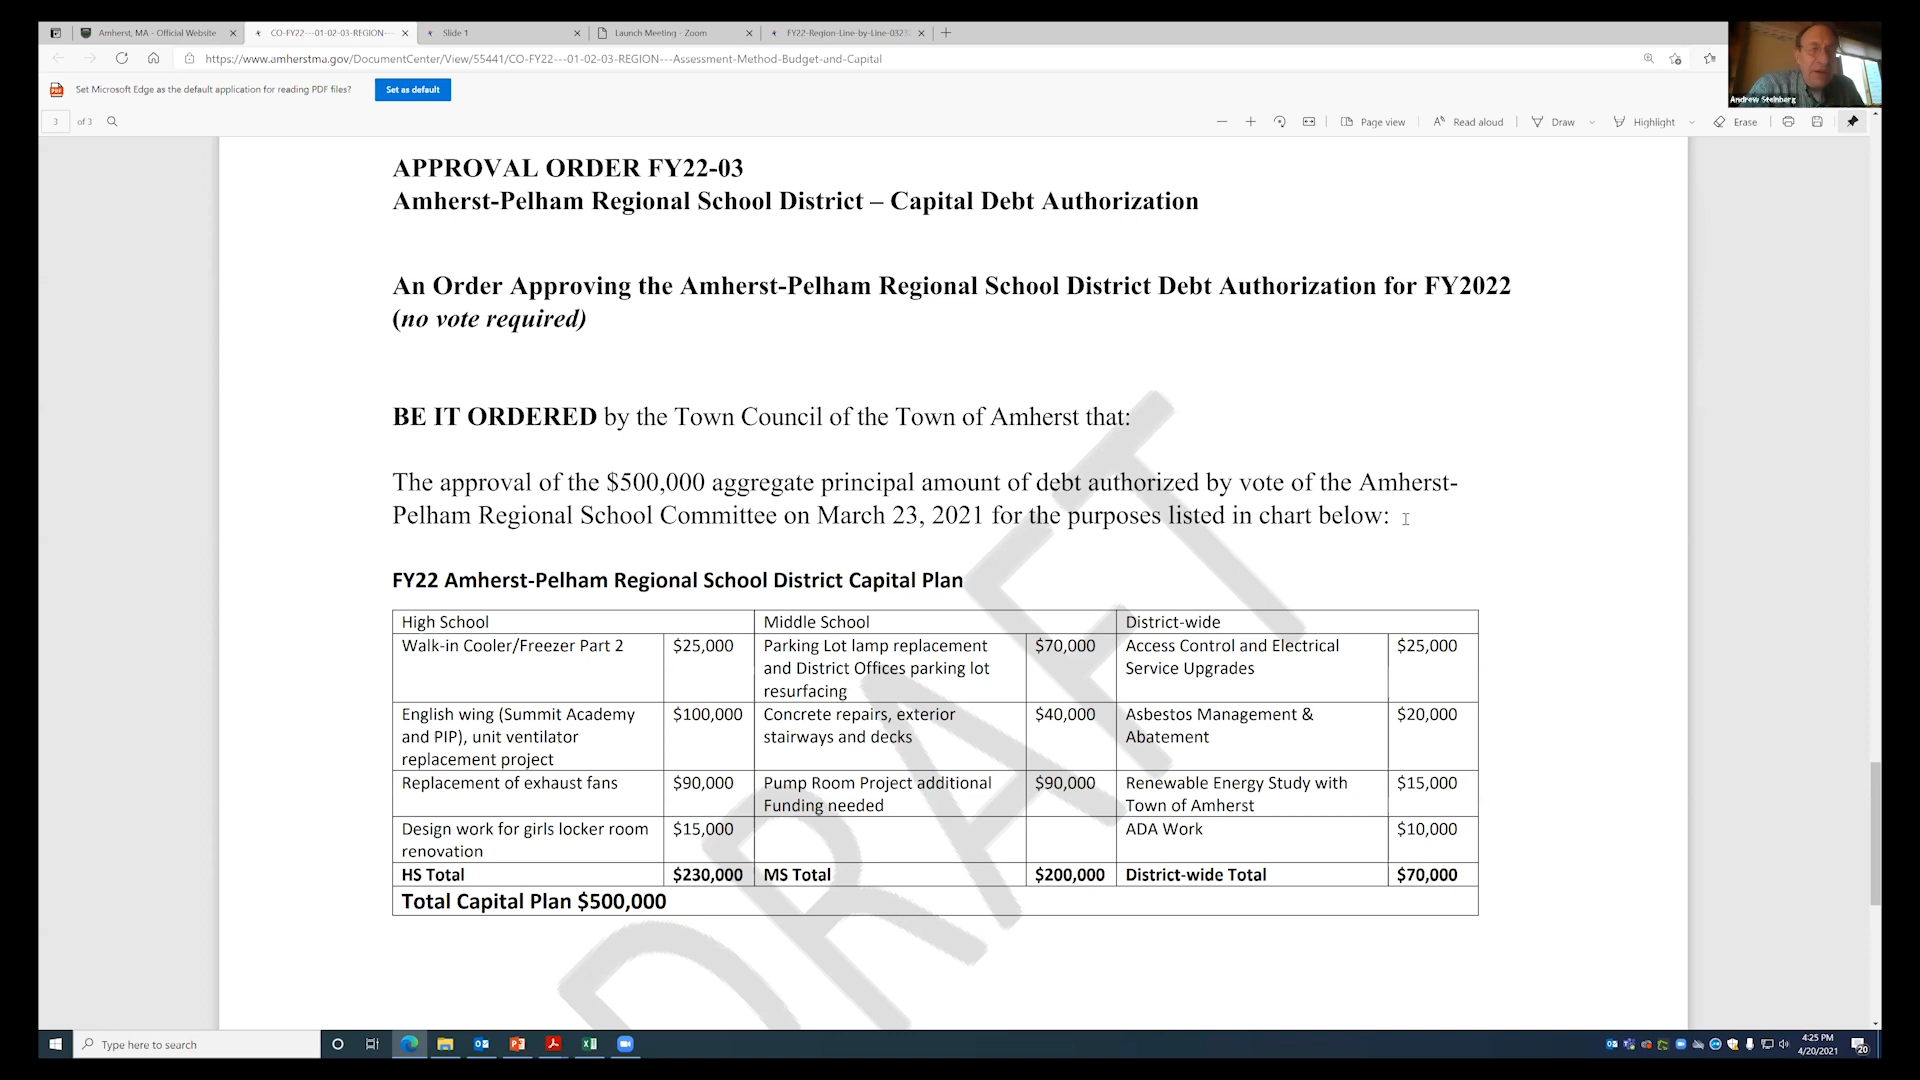 Amherst, MA - Official Website
CO-FY22---01-02-03-REGION---
Slide 1
Launch Meeting - Zoom
FY22-Region-Line-by-Line-0323
https://www.amherstma.gov/DocumentCenter/View/55441/CO-FY22---01-02-03-REGION---Assessment-Method-Budget-and-Capital
Set Microsoft Edge as the default application for reading PDF files?
Set as default
Andrew Steinberg
3 of 3
Page view
Read aloud
Draw
Highlight
Erase
APPROVAL ORDER FY22-03
Amherst-Pelham Regional School District – Capital Debt Authorization
An Order Approving the Amherst-Pelham Regional School District Debt Authorization for FY2022
(no vote required)
BE IT ORDERED by the Town Council of the Town of Amherst that:
The approval of the $500,000 aggregate principal amount of debt authorized by vote of the Amherst-
Pelham Regional School Committee on March 23, 2021 for the purposes listed in chart below:
FY22 Amherst-Pelham Regional School District Capital Plan
High School Middle School District-wide
Walk-in Cooler/Freezer Part 2 $25,000 Parking Lot lamp replacement $70,000 Access Control and Electrical $25,000
and District Offices parking lot Service Upgrades
resurfacing
English wing (Summit Academy $100,000 Concrete repairs, exterior $40,000 Asbestos Management & $20,000
and PIP), unit ventilator stairways and decks Abatement
replacement project
Replacement of exhaust fans $90,000 Pump Room Project additional $90,000 Renewable Energy Study with $15,000
Funding needed Town of Amherst
Design work for girls locker room $15,000 ADA Work $10,000
renovation
HS Total $230,000 MS Total $200,000 District-wide Total $70,000
Total Capital Plan $500,000
DRAFT
Type here to search
4:25 PM
4/20/2021
20